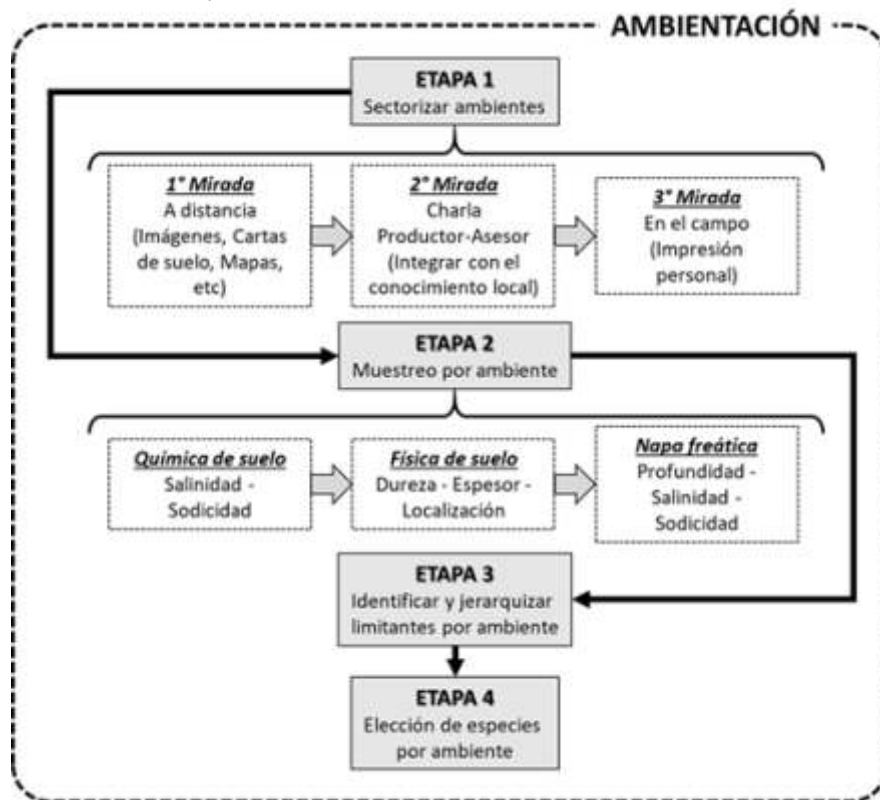 AMBIENTACIÓN
ETAPA 1
Sectorizar ambientes
1° Mirada
A distancia
(Imágenes, Cartas
de suelo, Mapas,
etc)
2° Mirada
Charla
Productor-Asesor
(Integrar con el
conocimiento local)
3° Mirada
En el campo
(Impresión
personal)
ETAPA 2
Muestreo por ambiente
Química de suelo
Salinidad -
Sodicidad
Física de suelo
Dureza - Espesor -
Localización
Napa freática
Profundidad -
Salinidad -
Sodicidad
ETAPA 3
Identificar y jerarquizar
limitantes por ambiente
ETAPA 4
Elección de especies
por ambiente